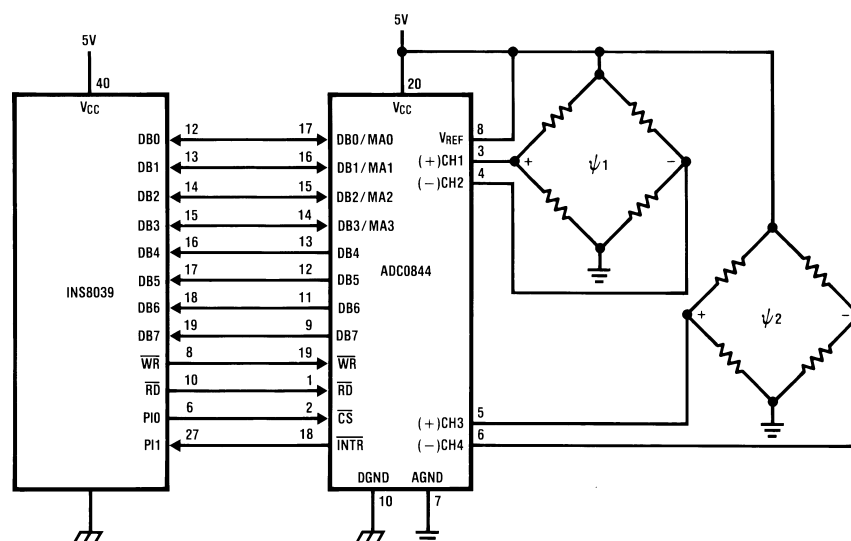 5V
40
VCC
INS8039
DB0 12 17 DB0/MA0
DB1 13 16 DB1/MA1
DB2 14 15 DB2/MA2
DB3 15 14 DB3/MA3
DB4 16 13 DB4
DB5 17 12 DB5
DB6 18 11 DB6
DB7 19 9 DB7
WR 8 19 WR
RD 10 1 RD
PI0 6 2 CS
PI1 27 18 INTR
5V
20
VCC
ADC0844
VREF 8
(+)CH1 3
(−)CH2 4
(+)CH3 5
(−)CH4 6
DGND AGND
10 7
+ ψ1 −
+ ψ2 −